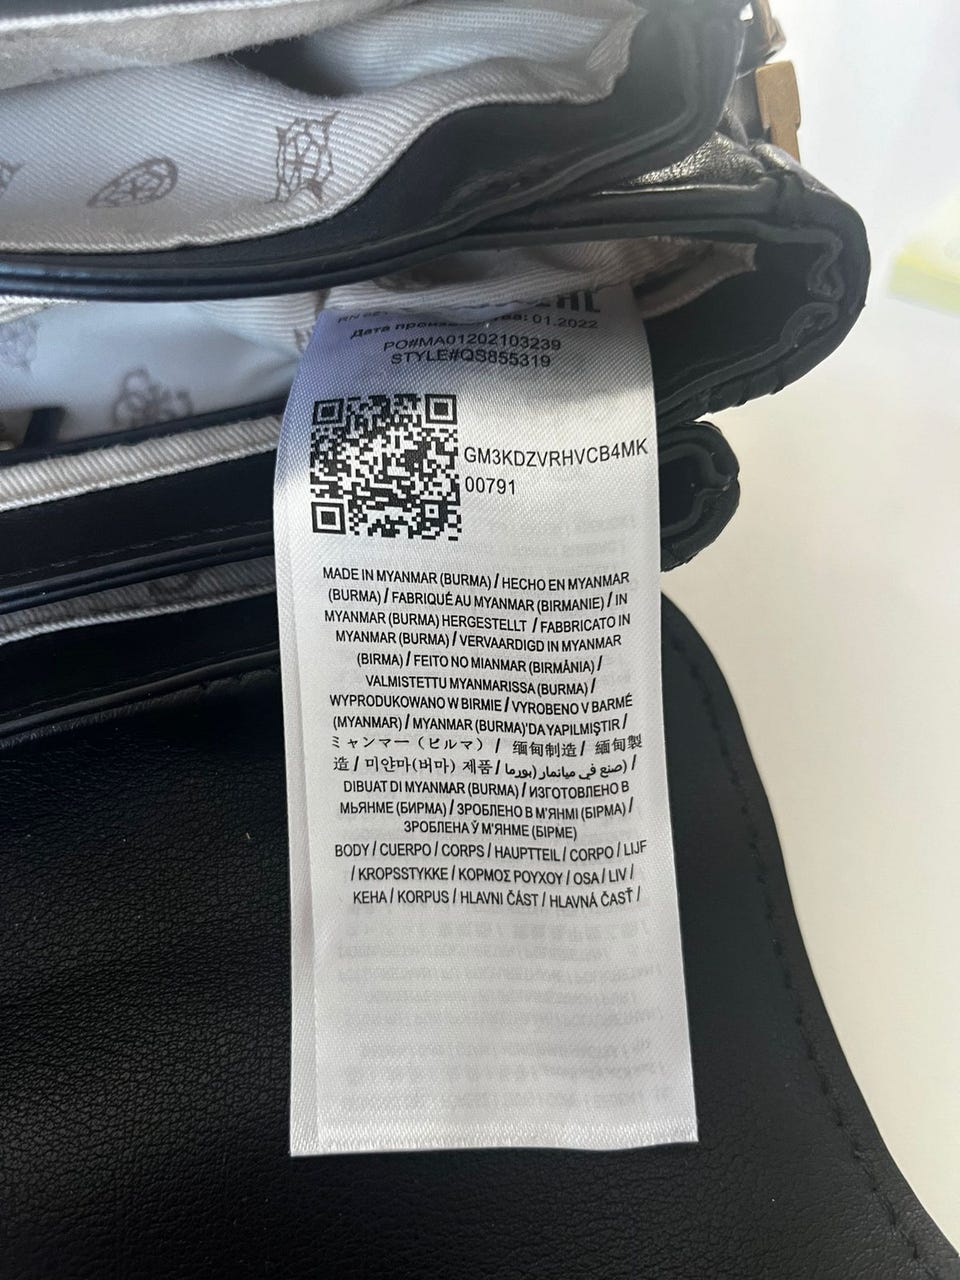 Дата производства: 01.2022
PO#MA01202103239
STYLE#QS855319
GM3KDZVRHVCB4MK
00791
MADE IN MYANMAR (BURMA) / HECHO EN MYANMAR
(BURMA) / FABRIQUÉ AU MYANMAR (BIRMANIE) / IN
MYANMAR (BURMA) HERGESTELLT / FABBRICATO IN
MYANMAR (BURMA) / VERVAARDIGD IN MYANMAR
(BIRMA) / FEITO NO MIANMAR (BIRMÂNIA) /
VALMISTETTU MYANMARISSA (BURMA) /
WYPRODUKOWANO W BIRMIE / VYROBENO V BARMĚ
(MYANMAR) / MYANMAR (BURMA)'DA YAPILMIŞTIR /
ミャンマー（ビルマ） / 缅甸制造 / 緬甸製
造 / 미얀마(버마) 제품 / (صنع في ميانمار (بورما /
DIBUAT DI MYANMAR (BURMA) / ИЗГОТОВЛЕНО В
МЬЯНМЕ (БИРМА) / ЗРОБЛЕНО В М'ЯНМІ (БІРМА) /
ЗРОБЛЕНА Ў М'ЯНМЕ (БІРМЕ)
BODY / CUERPO / CORPS / HAUPTTEIL / CORPO / LIJF
/ KROPSSTYKKE / ΚΟΡΜΟΣ ΡΟΥΧΟΥ / OSA / LIV /
KEHA / KORPUS / HLAVNI ČÁST / HLAVNÁ ČASŤ /